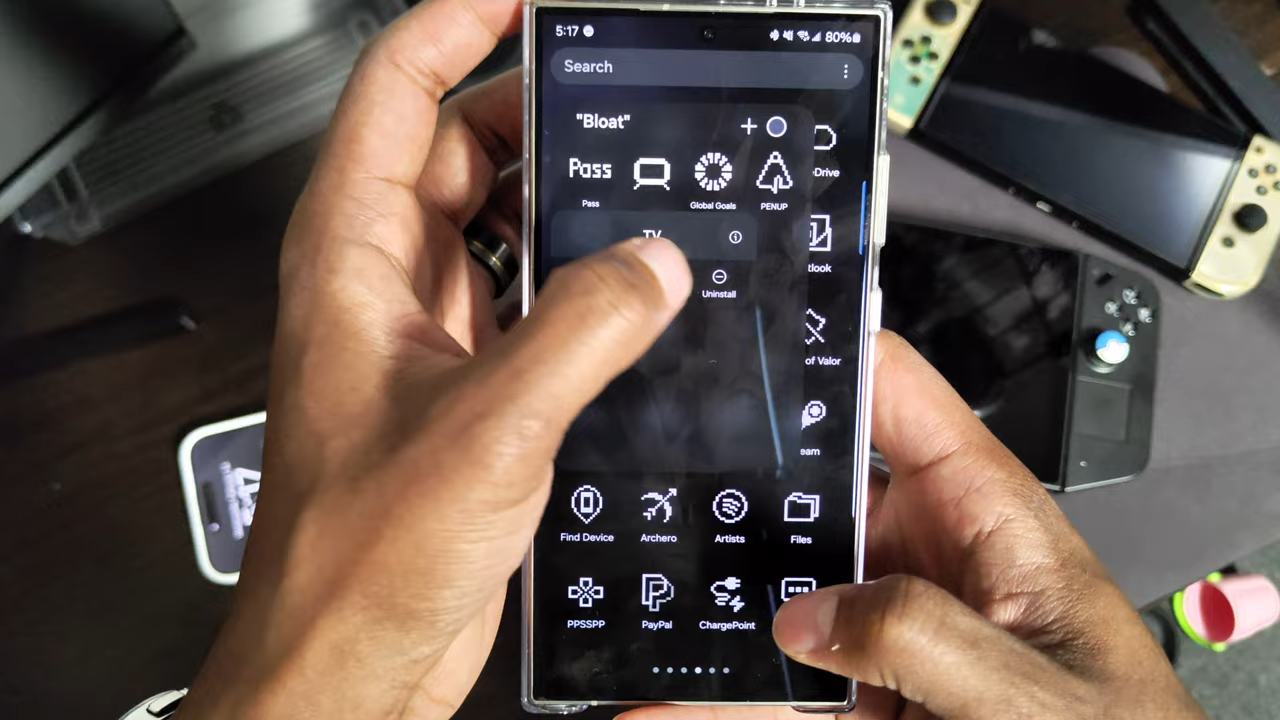 5:17
80%
Search
"Bloat"
Pass
Drive
Pass
Global Goals
PENUP
TV
tlook
Uninstall
of Valor
eam
Find Device
Archero
Artists
Files
PPSSPP
PayPal
ChargePoint